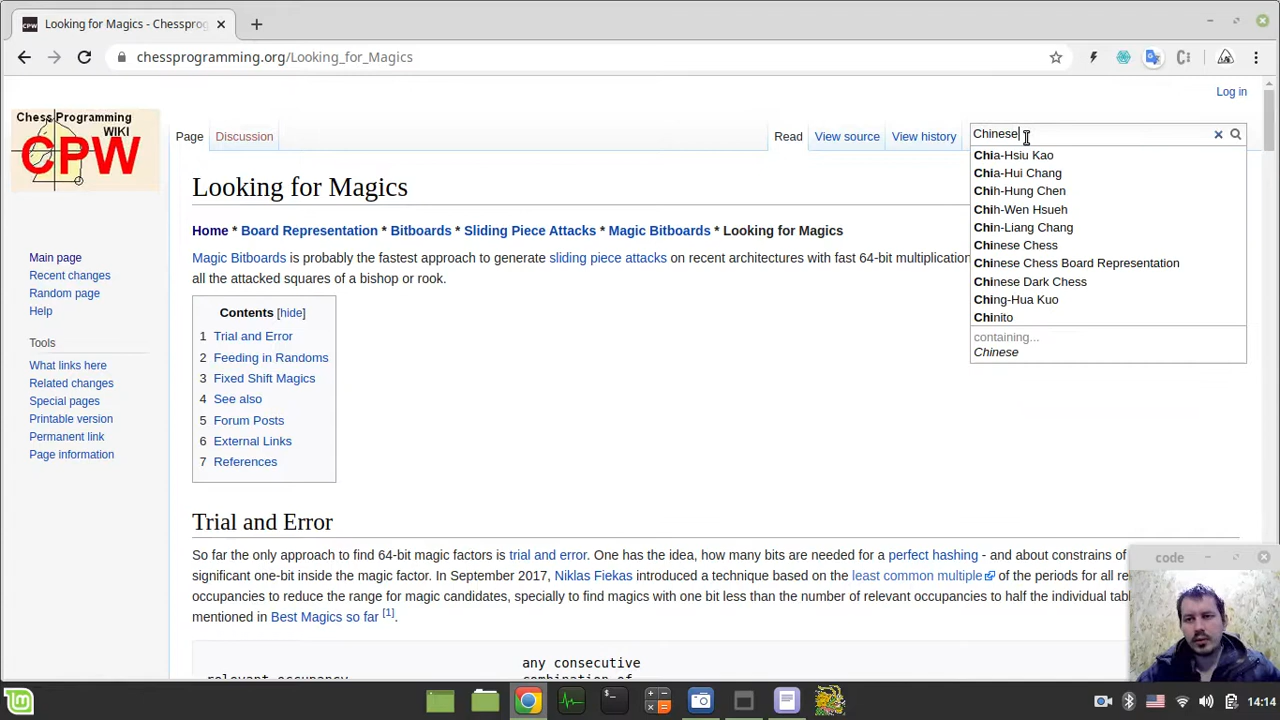 CPW
Looking for Magics - Chessprog
chessprogramming.org/Looking_for_Magics
Log in
Chess Programming
WIKI
CPW
Page
Discussion
Read
View source
View history
Chinese
Chia-Hsiu Kao
Chia-Hui Chang
Chih-Hung Chen
Chih-Wen Hsueh
Chin-Liang Chang
Chinese Chess
Chinese Chess Board Representation
Chinese Dark Chess
Ching-Hua Kuo
Chinito
containing...
Chinese
Main page
Recent changes
Random page
Help
Tools
What links here
Related changes
Special pages
Printable version
Permanent link
Page information
Looking for Magics
Home * Board Representation * Bitboards * Sliding Piece Attacks * Magic Bitboards * Looking for Magics
Magic Bitboards is probably the fastest approach to generate sliding piece attacks on recent architectures with fast 64-bit multiplication
all the attacked squares of a bishop or rook.
Contents [hide]
1 Trial and Error
2 Feeding in Randoms
3 Fixed Shift Magics
4 See also
5 Forum Posts
6 External Links
7 References
Trial and Error
So far the only approach to find 64-bit magic factors is trial and error. One has the idea, how many bits are needed for a perfect hashing - and about constrains of
significant one-bit inside the magic factor. In September 2017, Niklas Fiekas introduced a technique based on the least common multiple of the periods for all re
occupancies to reduce the range for magic candidates, specially to find magics with one bit less than the number of relevant occupancies to half the individual tab
mentioned in Best Magics so far [1].
any consecutive
relevant occupancy combination of
code
14:14